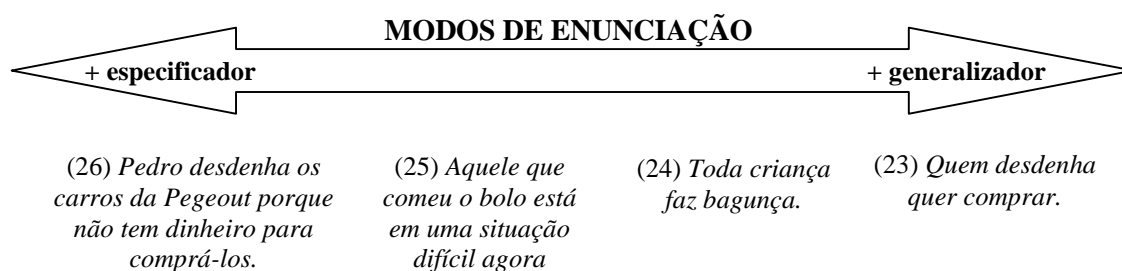 MODOS DE ENUNCIAÇÃO
+ especificador
+ generalizador
(26) Pedro desdenha os
carros da Pegeout porque
não tem dinheiro para
comprá-los.
(25) Aquele que
comeu o bolo está
em uma situação
difícil agora
(24) Toda criança
faz bagunça.
(23) Quem desdenha
quer comprar.